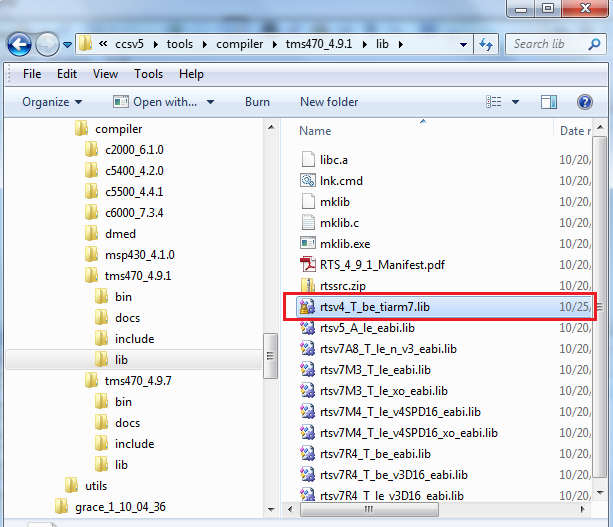 « ccsv5 tools compiler tms470_4.9.1 lib Search lib
File Edit View Tools Help
Organize Open with... Burn New folder
compiler
c2000_6.1.0
c5400_4.2.0
c5500_4.4.1
c6000_7.3.4
dmed
msp430_4.1.0
tms470_4.9.1
bin
docs
include
lib
tms470_4.9.7
bin
docs
include
lib
utils
grace_1_10_04_36
Name Date r
libc.a 10/20,
lnk.cmd 10/20,
mklib 10/20,
mklib.c 10/20,
mklib.exe 10/20,
RTS_4_9_1_Manifest.pdf 10/20,
rtssrc.zip 10/20,
rtsv4_T_be_tiarm7.lib 10/25,
rtsv5_A_le_eabi.lib 10/20,
rtsv7A8_T_le_n_v3_eabi.lib 10/20,
rtsv7M3_T_le_eabi.lib 10/20,
rtsv7M3_T_le_xo_eabi.lib 10/20,
rtsv7M4_T_le_v4SPD16_eabi.lib 10/20,
rtsv7M4_T_le_v4SPD16_xo_eabi.lib 10/20,
rtsv7R4_T_be_eabi.lib 10/20,
rtsv7R4_T_be_v3D16_eabi.lib 10/20,
rtsv7R4_T_le_v3D16_eabi.lib 10/20,